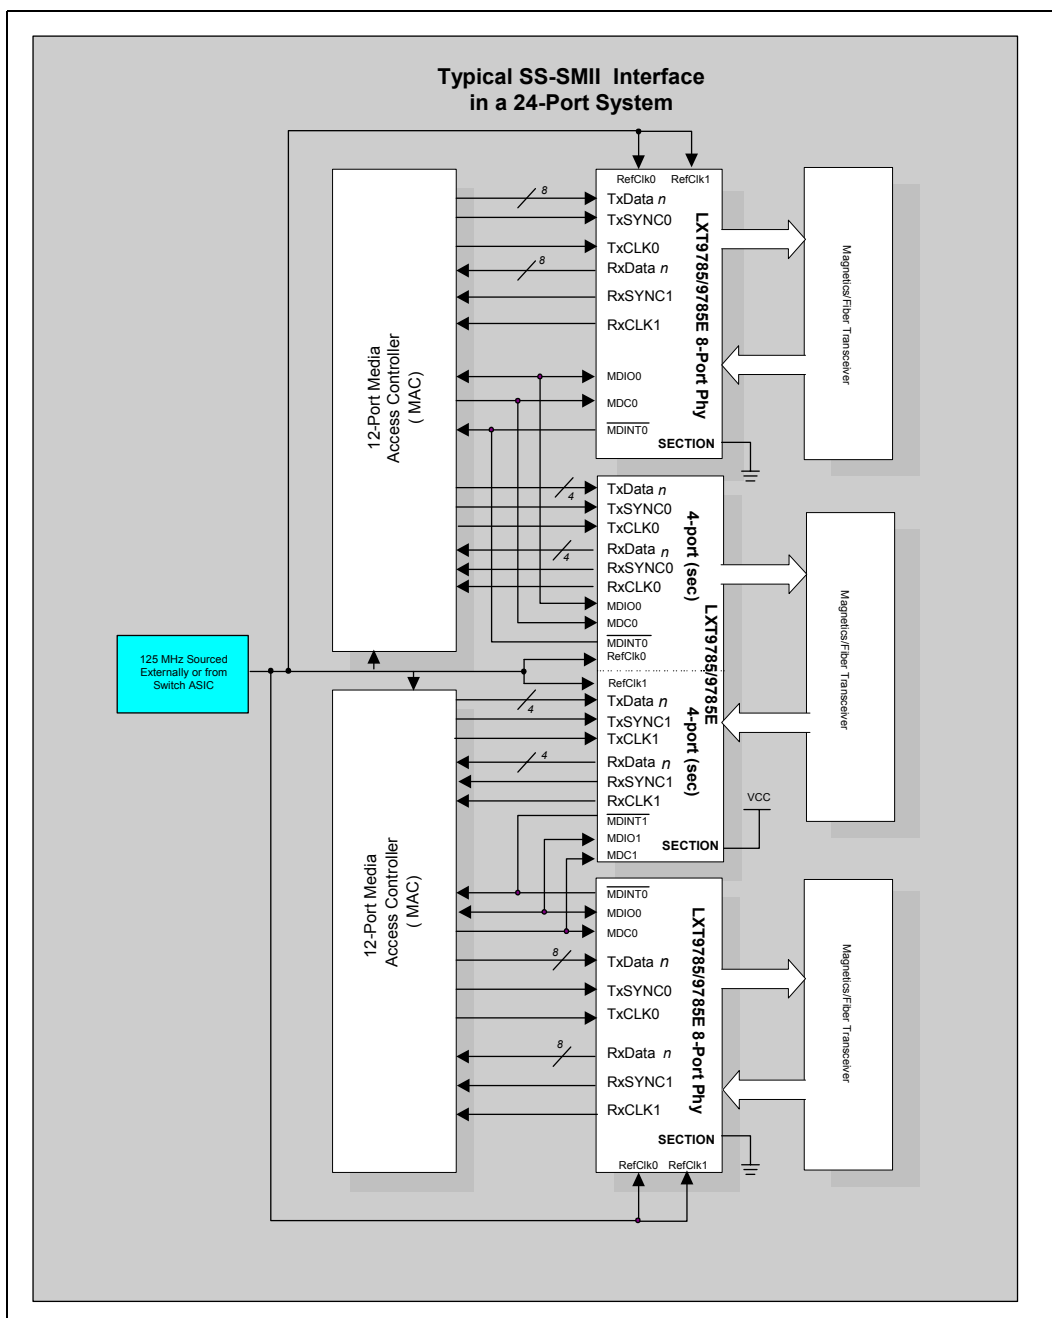 Typical SS-SMII Interface
in a 24-Port System
RefClk0 RefClk1
8
TxData n
TxSYNC0
TxCLK0
8
RxData n
RxSYNC1
RxCLK1
MDIO0
MDC0
MDINT0
SECTION
LXT9785/9785E 8-Port Phy
Magnetics/Fiber Transceiver
12-Port Media
Access Controller
( MAC)
4
TxData n
TxSYNC0
TxCLK0
4
RxData n
RxSYNC0
RxCLK0
MDIO0
MDC0
MDINT0
RefClk0
4-port (sec)
LXT9785/9785E
Magnetics/Fiber Transceiver
125 MHz Sourced
Externally or from
Switch ASIC
RefClk1
4
TxData n
TxSYNC1
TxCLK1
4
RxData n
RxSYNC1
RxCLK1
MDINT1
MDIO1
MDC1
4-port (sec)
SECTION
VCC
12-Port Media
Access Controller
( MAC)
MDINT0
MDIO0
MDC0
8
TxData n
TxSYNC0
TxCLK0
8
RxData n
RxSYNC1
RxCLK1
SECTION
RefClk0 RefClk1
LXT9785/9785E 8-Port Phy
Magnetics/Fiber Transceiver